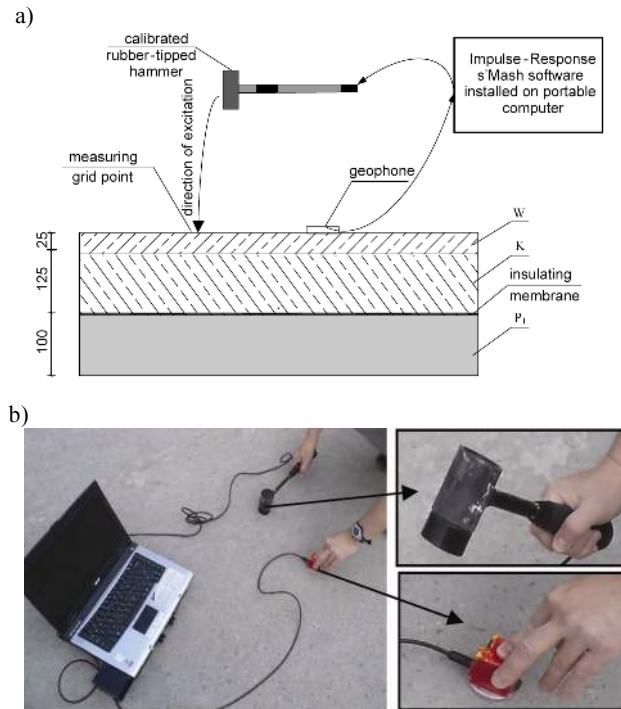 a)
calibrated
rubber-tipped
hammer
Impulse-Response
s'Mash software
installed on portable
computer
direction of excitation
measuring
grid point
geophone
W
25
K
125
insulating
membrane
P1
100
b)